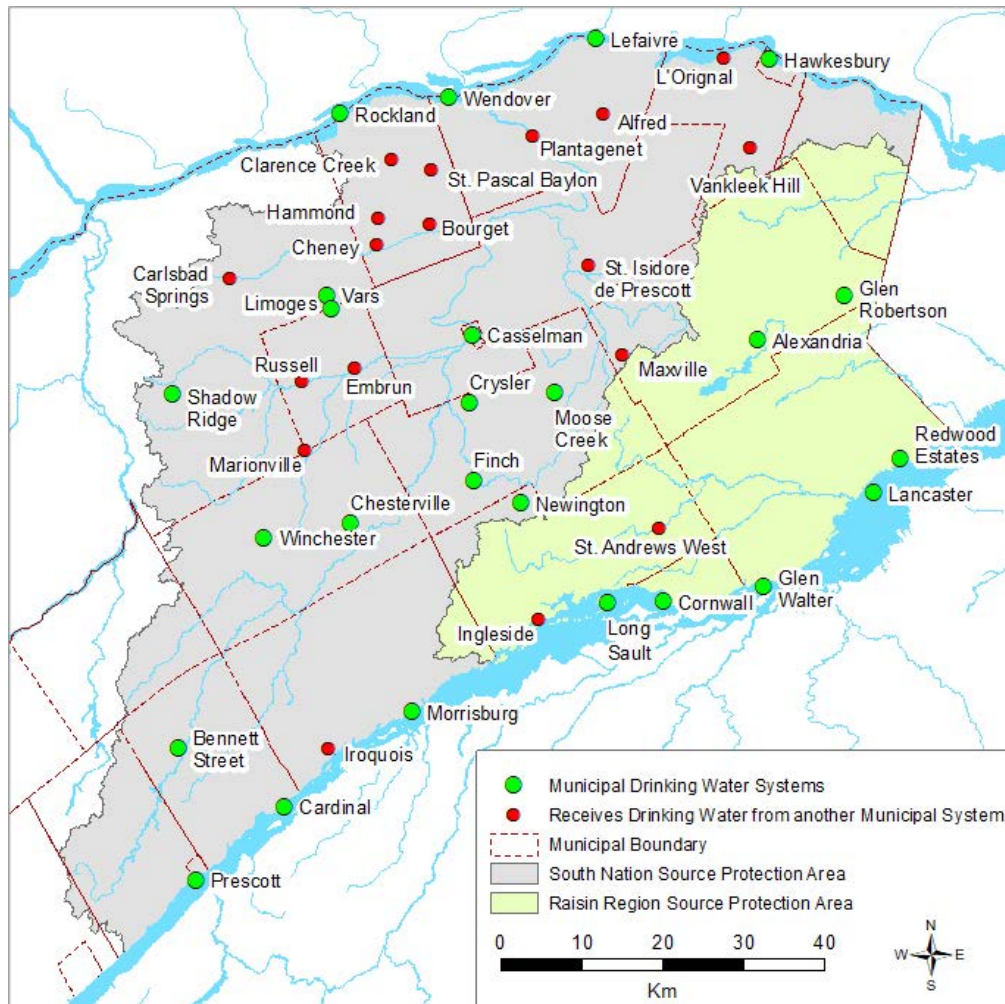 Lefaivre
L'Orignal
Hawkesbury
Wendover
Rockland
Alfred
Plantagenet
Clarence Creek
St. Pascal Baylon
Vankleek Hill
Hammond
Bourget
Cheney
St. Isidore
de Prescott
Carlsbad
Springs
Vars
Limoges
Glen
Robertson
Casselman
Alexandria
Maxville
Russell
Embrun
Crysler
Shadow
Ridge
Moose
Creek
Redwood
Estates
Marionville
Finch
Lancaster
Chesterville
Newington
Winchester
St. Andrews West
Glen
Walter
Cornwall
Long
Sault
Ingleside
Morrisburg
Bennett
Street
Iroquois
Cardinal
Prescott
Municipal Drinking Water Systems
Receives Drinking Water from another Municipal System
Municipal Boundary
South Nation Source Protection Area
Raisin Region Source Protection Area
0 10 20 30 40
Km
N
W E
S